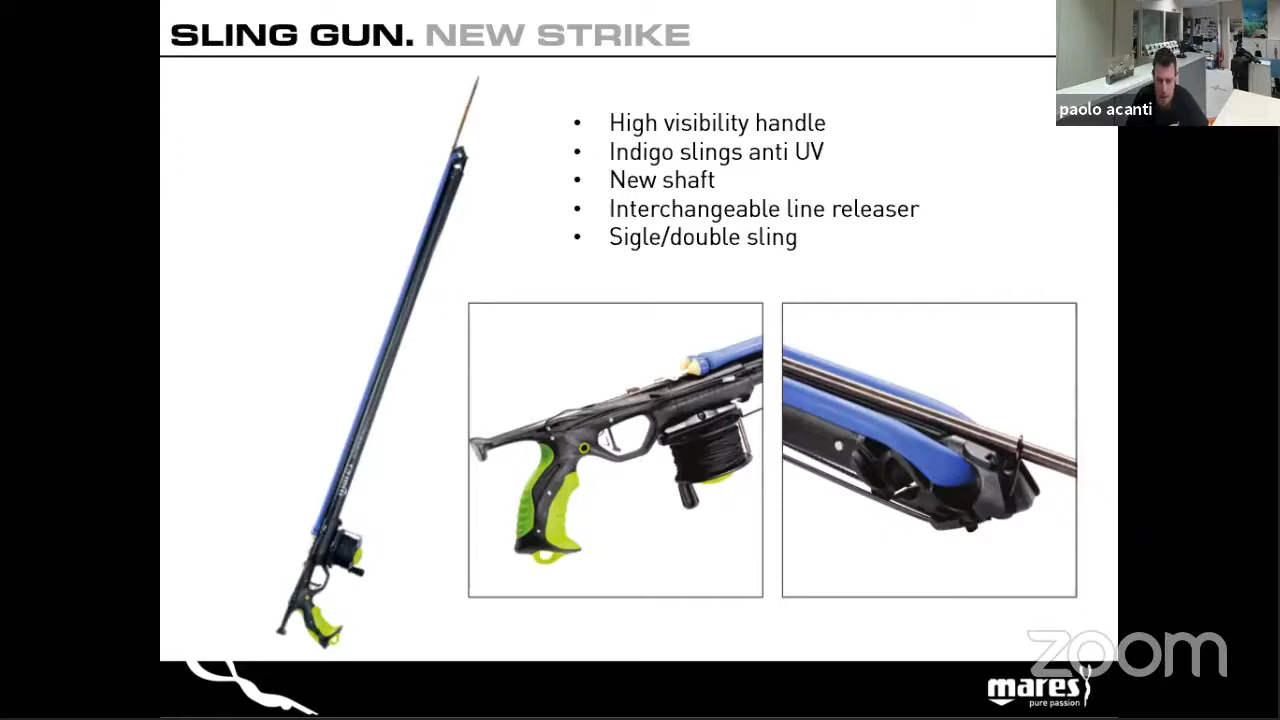 SLING GUN. NEW STRIKE
paolo acanti
• High visibility handle
• Indigo slings anti UV
• New shaft
• Interchangeable line releaser
• Sigle/double sling
zoom
mares
pure passion